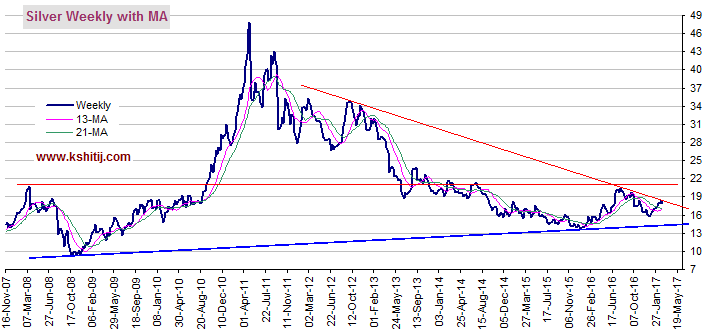 Silver Weekly with MA
49
46
43
40
37
34
31
28
25
22
19
16
13
10
7
Weekly
13-MA
21-MA
www.kshitij.com
16-Nov-07
07-Mar-08
27-Jun-08
17-Oct-08
06-Feb-09
29-May-09
18-Sep-09
08-Jan-10
30-Apr-10
20-Aug-10
10-Dec-10
01-Apr-11
22-Jul-11
11-Nov-11
02-Mar-12
22-Jun-12
12-Oct-12
01-Feb-13
24-May-13
13-Sep-13
03-Jan-14
25-Apr-14
15-Aug-14
05-Dec-14
27-Mar-15
17-Jul-15
06-Nov-15
26-Feb-16
17-Jun-16
07-Oct-16
27-Jan-17
19-May-17